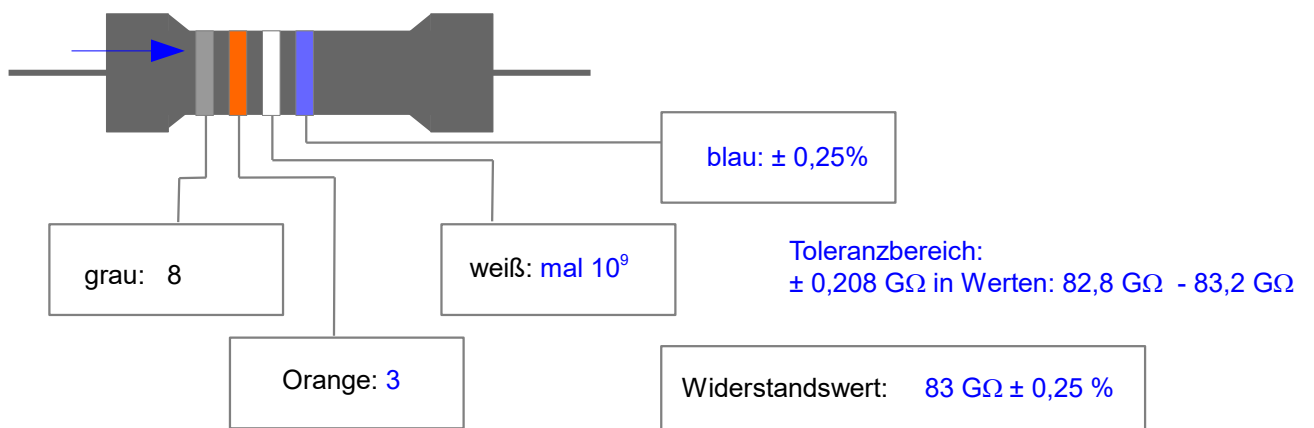 blau: ± 0,25%
grau: 8
weiß: mal 10⁹
Toleranzbereich:
± 0,208 GΩ in Werten: 82,8 GΩ - 83,2 GΩ
Orange: 3
Widerstandswert: 83 GΩ ± 0,25 %